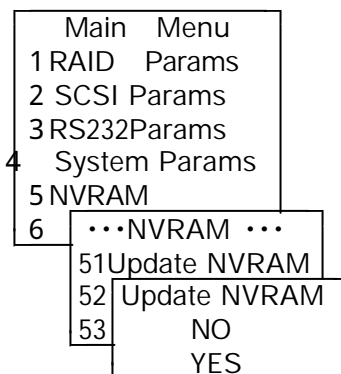 Main Menu
1 RAID Params
2 SCSI Params
3 RS232Params
4 System Params
5 NVRAM
6 ···NVRAM ···
51Update NVRAM
52 Update NVRAM
53 NO
YES